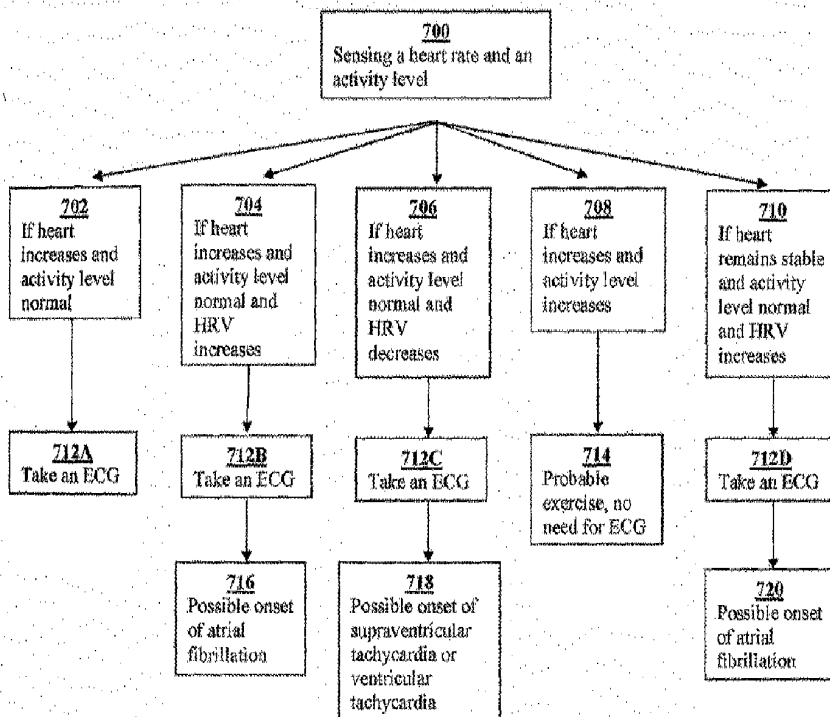 700
Sensing a heart rate and an
activity level
702
If heart
increases and
activity level
normal
704
If heart
increases and
activity level
normal and
HRV
increases
706
If heart
increases and
activity level
normal and
HRV
decreases
708
If heart
increases and
activity level
increases
710
If heart
remains stable
and activity
level normal
and HRV
increases
712A
Take an ECG
712B
Take an ECG
712C
Take an ECG
714
Probable
exercise, no
need for ECG
712D
Take an ECG
716
Possible onset
of atrial
fibrillation
718
Possible onset of
supraventricular
tachycardia or
ventricular
tachycardia
720
Possible onset
of atrial
fibrillation